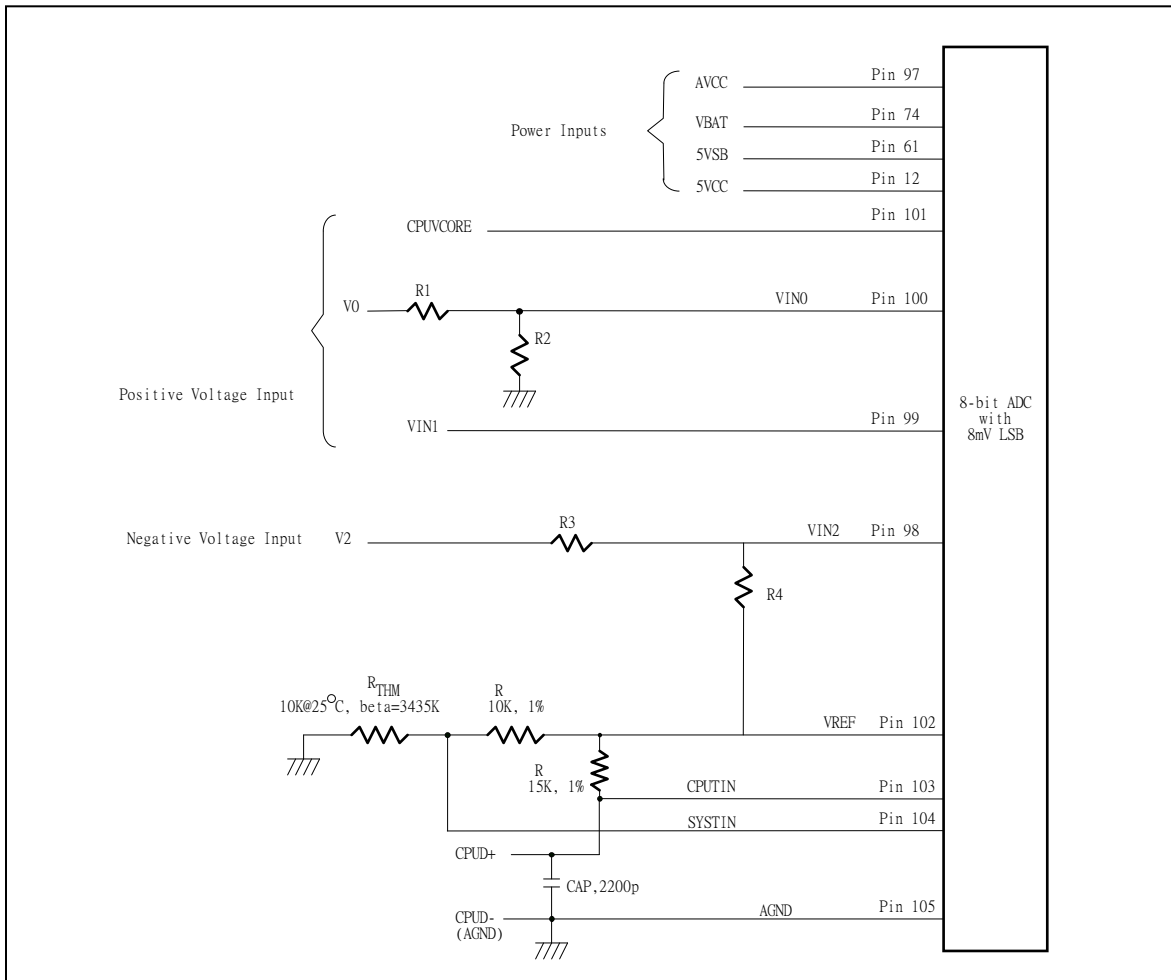 AVCC
Pin 97
VBAT
Pin 74
Power Inputs
5VSB
Pin 61
5VCC
Pin 12
CPUVCORE
Pin 101
R1
V0
VIN0
Pin 100
R2
Positive Voltage Input
VIN1
Pin 99
8-bit ADC
with
8mV LSB
R3
Negative Voltage Input
V2
VIN2
Pin 98
R4
RTHM
10K@25°C, beta=3435K
R
10K, 1%
VREF
Pin 102
R
15K, 1%
CPUTIN
Pin 103
SYSTIN
Pin 104
CPUD+
CAP,2200p
CPUD-
(AGND)
AGND
Pin 105